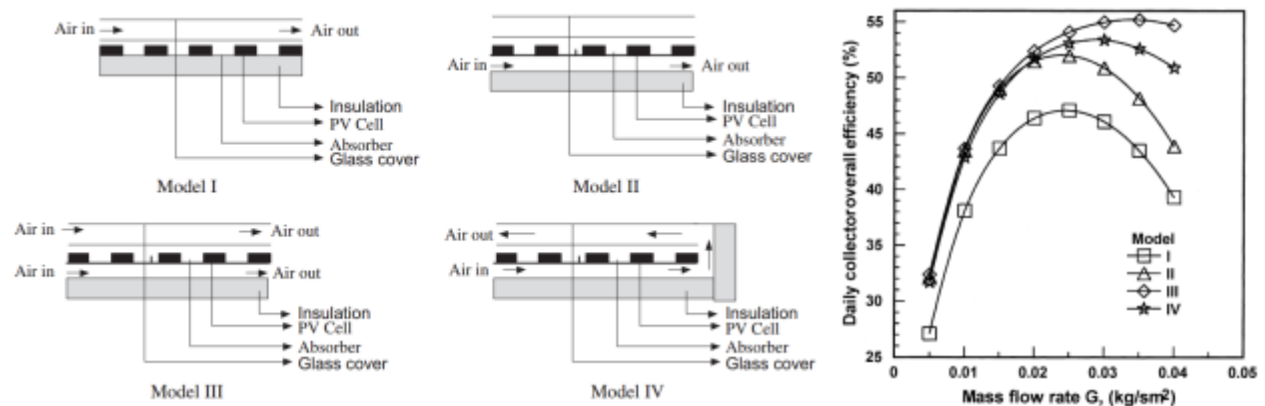 Air in
Air out
Insulation
PV Cell
Absorber
Glass cover
Model I
Air in
Air out
Insulation
PV Cell
Absorber
Glass cover
Model II
Air in
Air out
Air in
Air out
Insulation
PV Cell
Absorber
Glass cover
Model III
Air out
Air in
Insulation
PV Cell
Absorber
Glass cover
Model IV
Daily collectoroverall efficiency (%)
55
50
45
40
35
30
25
0
0.01
0.02
0.03
0.04
0.05
Model
I
II
III
IV
Mass flow rate G, (kg/sm²)